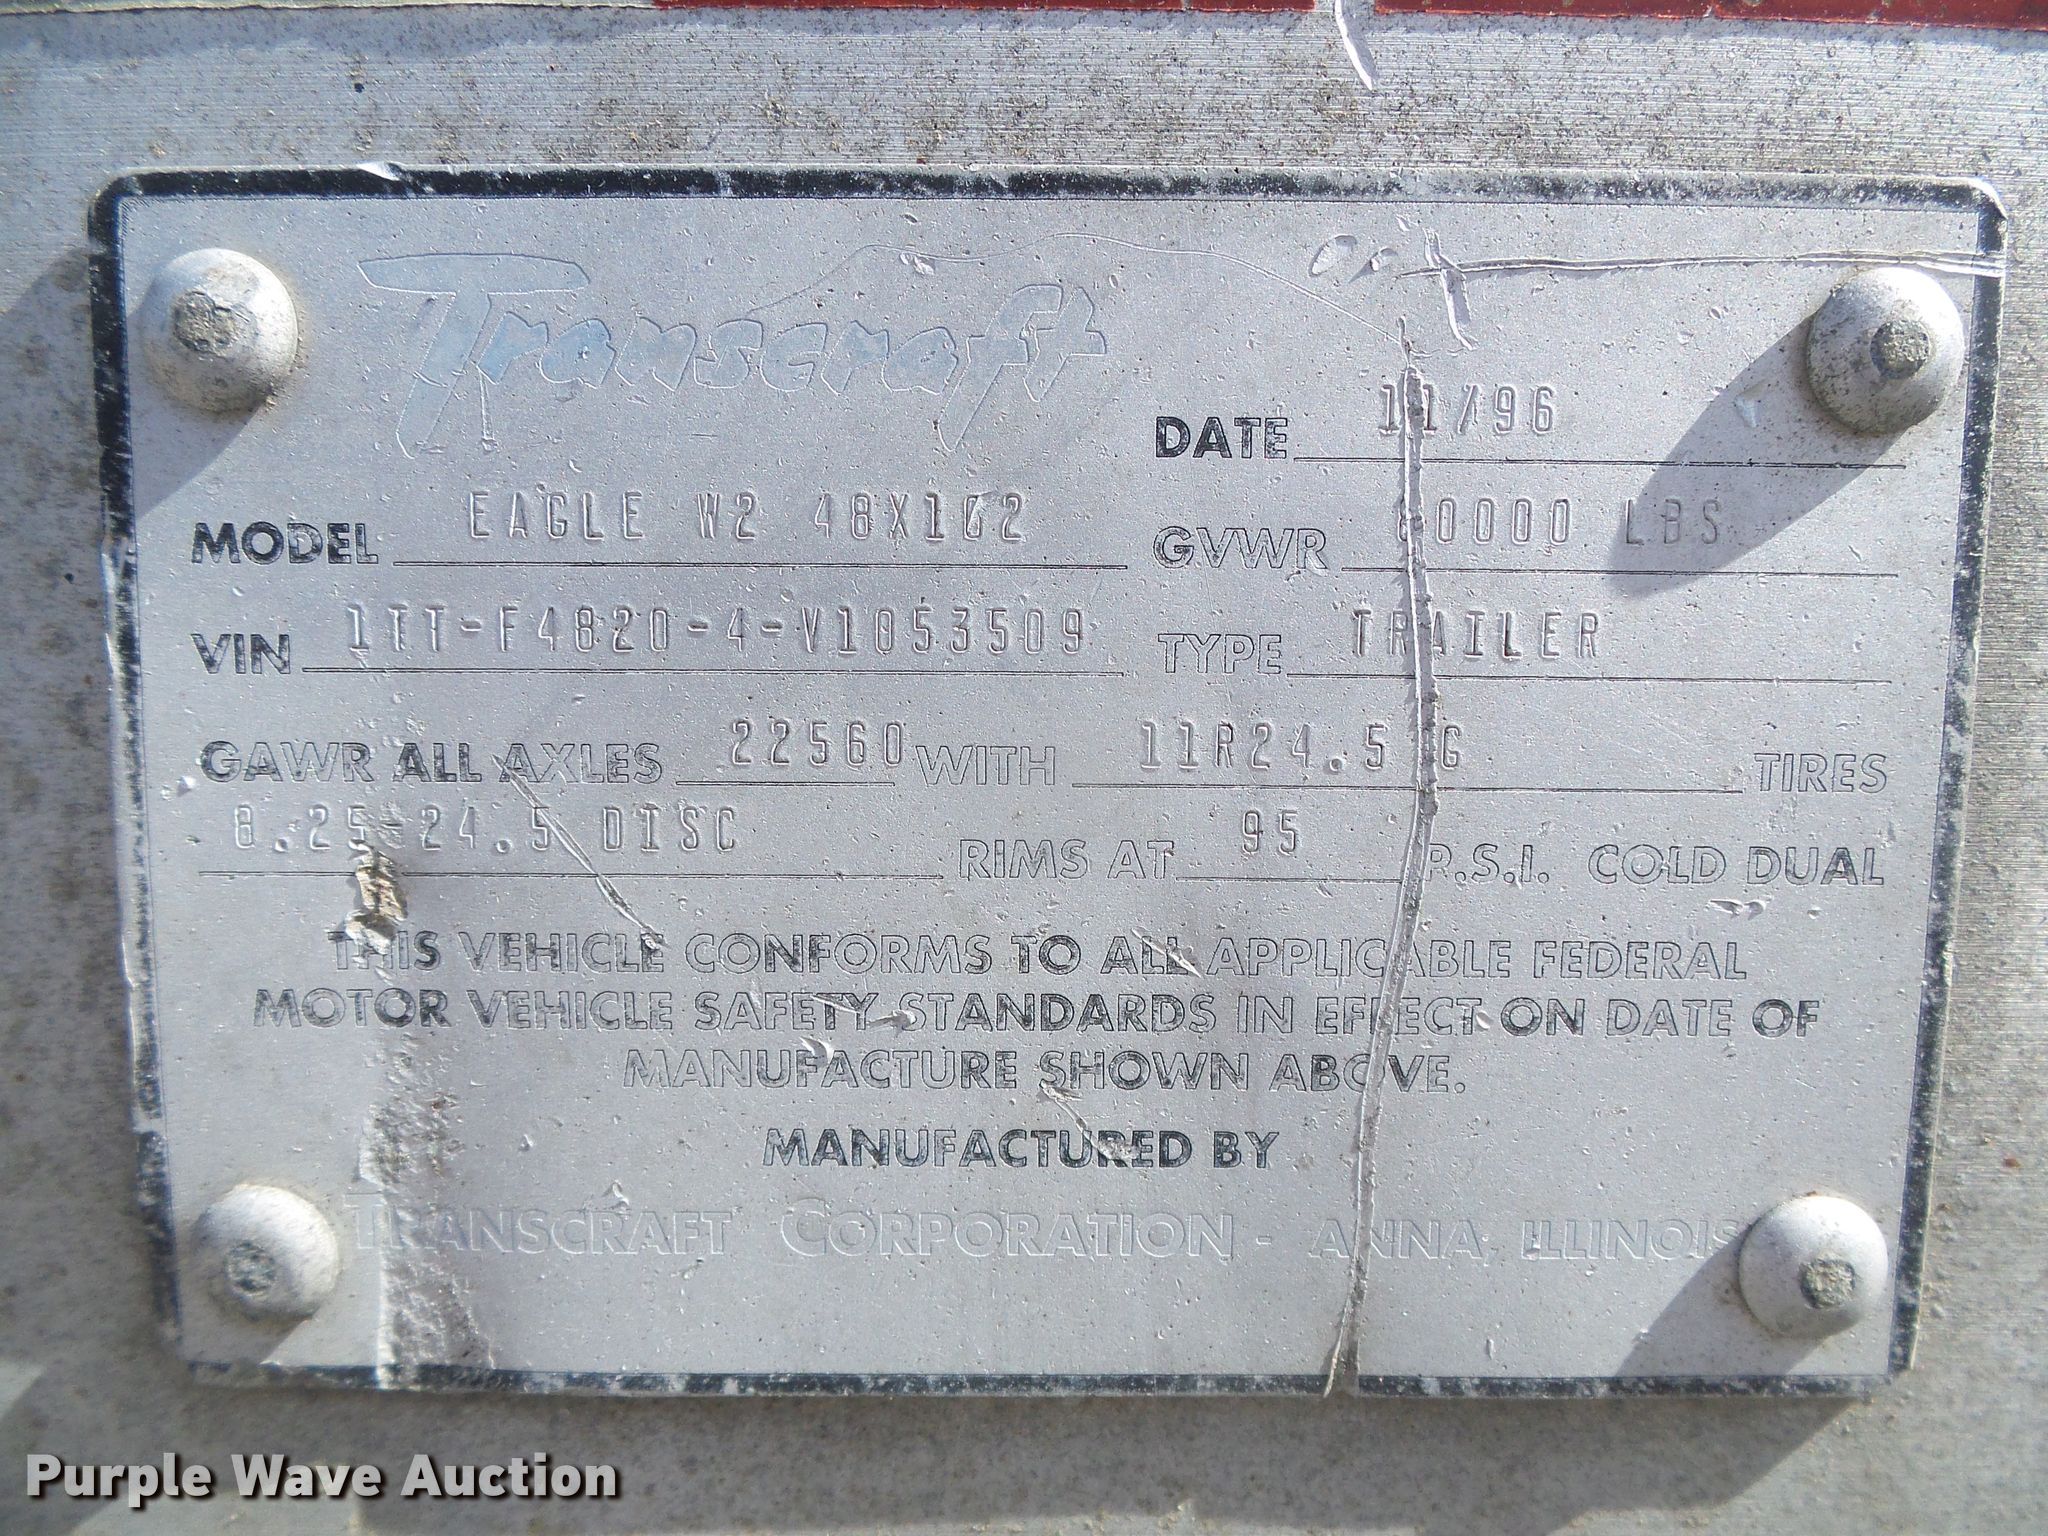 Transcraft
DATE 11/96
MODEL EAGLE W2 48X102
GVWR LBS
VIN 1TT-F4820-4-V1053509
TYPE TRAILER
GAWR ALL AXLES 22560 WITH 11R24.5 G TIRES
8.25-24.5 DISC RIMS AT 95 P.S.I. COLD DUAL
THIS VEHICLE CONFORMS TO ALL APPLICABLE FEDERAL
MOTOR VEHICLE SAFETY STANDARDS IN EFFECT ON DATE OF
MANUFACTURE SHOWN ABOVE.
MANUFACTURED BY
TRANSCRAFT CORPORATION - ANNA, ILLINOIS
Purple Wave Auction